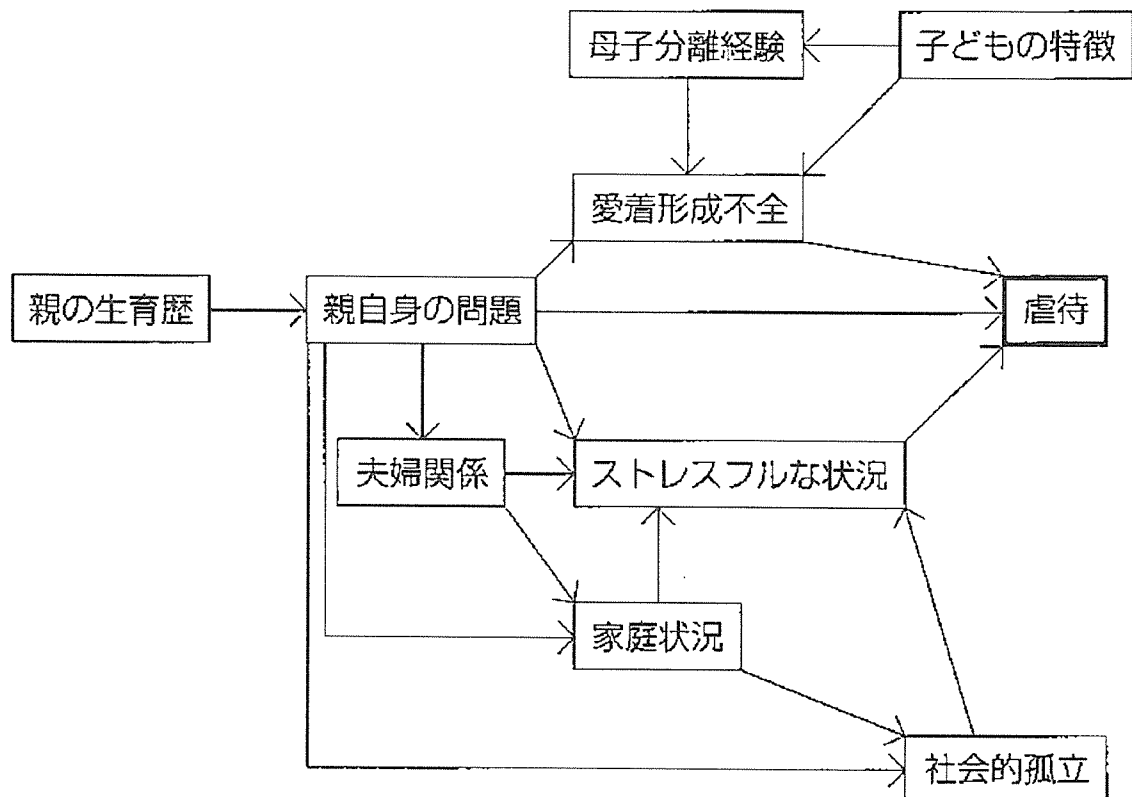 母子分離経験
子どもの特徴
愛着形成不全
親の生育歴
親自身の問題
虐待
夫婦関係
ストレスフルな状況
家庭状況
社会的孤立